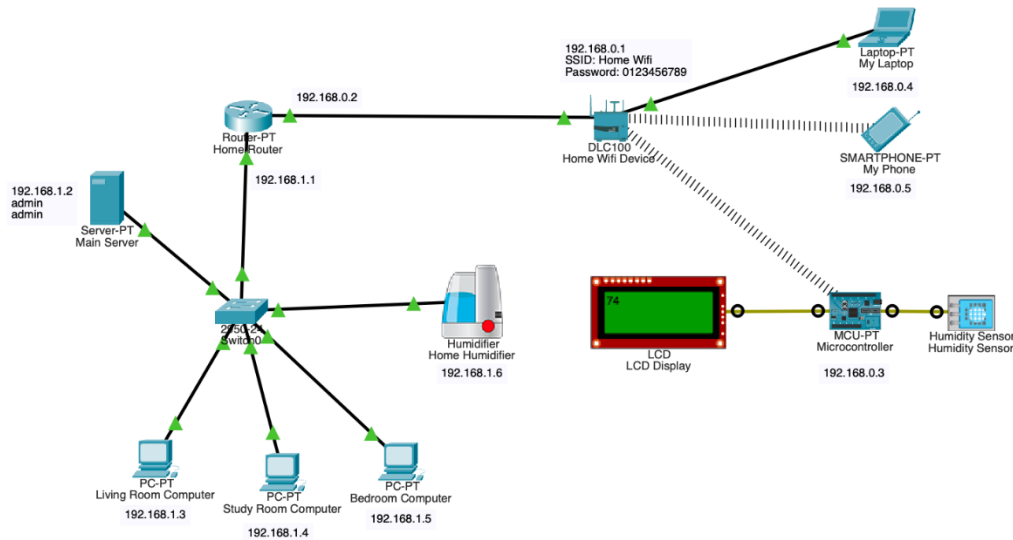 192.168.0.1
SSID: Home Wifi
Password: 0123456789
Laptop-PT
My Laptop
192.168.0.4
192.168.0.2
Router-PT
Home Router
DLC100
Home Wifi Device
SMARTPHONE-PT
My Phone
192.168.0.5
192.168.1.1
192.168.1.2
admin
admin
Server-PT
Main Server
2950-24
Switch0
Humidifier
Home Humidifier
192.168.1.6
74
LCD
LCD Display
MCU-PT
Microcontroller
192.168.0.3
Humidity Sensor
Humidity Sensor
PC-PT
Living Room Computer
192.168.1.3
PC-PT
Study Room Computer
192.168.1.4
PC-PT
Bedroom Computer
192.168.1.5